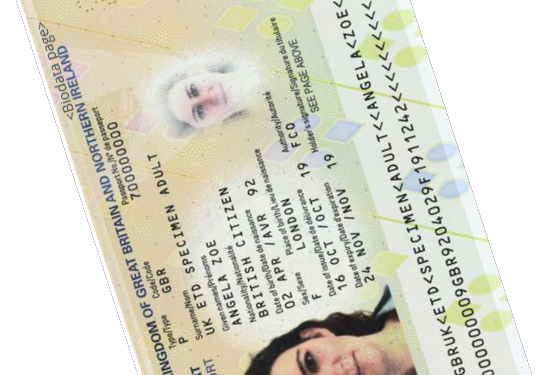 <Biodata page>
KINGDOM OF GREAT BRITAIN AND NORTHERN IRELAND
Type/Type Code/Code Passport No./Nº de passeport
P GBR 700000000
Surname/Nom
UK ETD SPECIMEN ADULT
Given names/Prénoms
ANGELA ZOE
Nationality/Nationalité
BRITISH CITIZEN
Date of birth/Date de naissance
02 APR /AVR 92
Sex/Sexe Place of birth/Lieu de naissance
F LONDON
Date of issue/Date de délivrance Authority/Autorité
16 OCT /OCT 19 FCO
Date of expiry/Date d'expiration Holder's signature/Signature du titulaire
24 NOV /NOV 19 SEE PAGE ABOVE
GBRUK<ETD<SPECIMEN<ADULT<<ANGELA<ZOE<